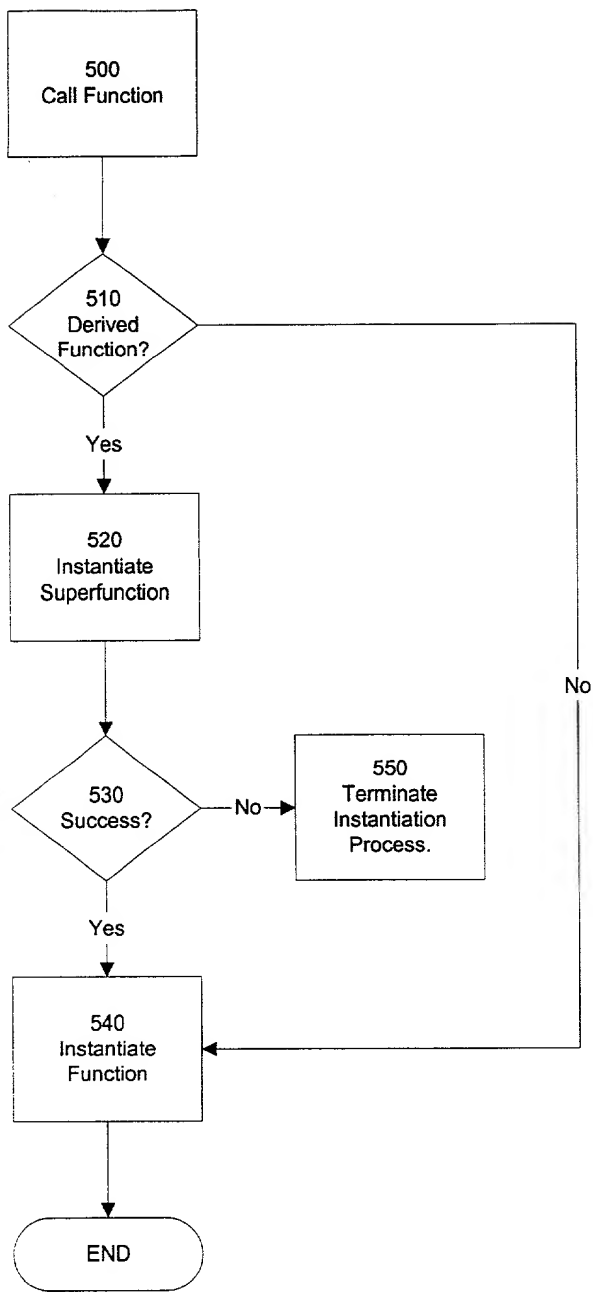 500
Call Function
510
Derived
Function?
Yes
520
Instantiate
Superfunction
No
530
Success?
No
550
Terminate
Instantiation
Process.
Yes
540
Instantiate
Function
END